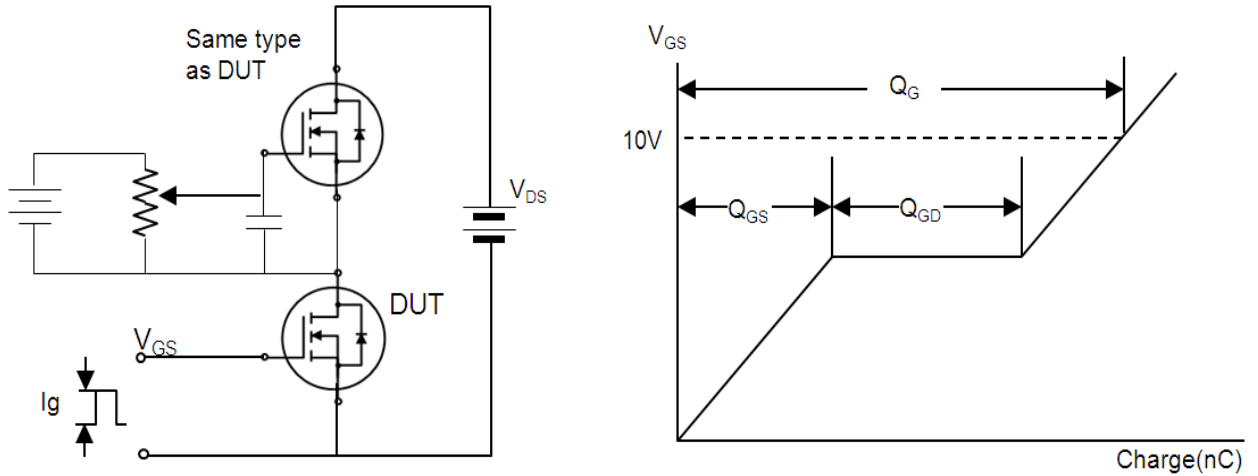 Same type
as DUT
V_DS
DUT
V_GS
Ig
V_GS
Q_G
10V
Q_GS
Q_GD
Charge(nC)